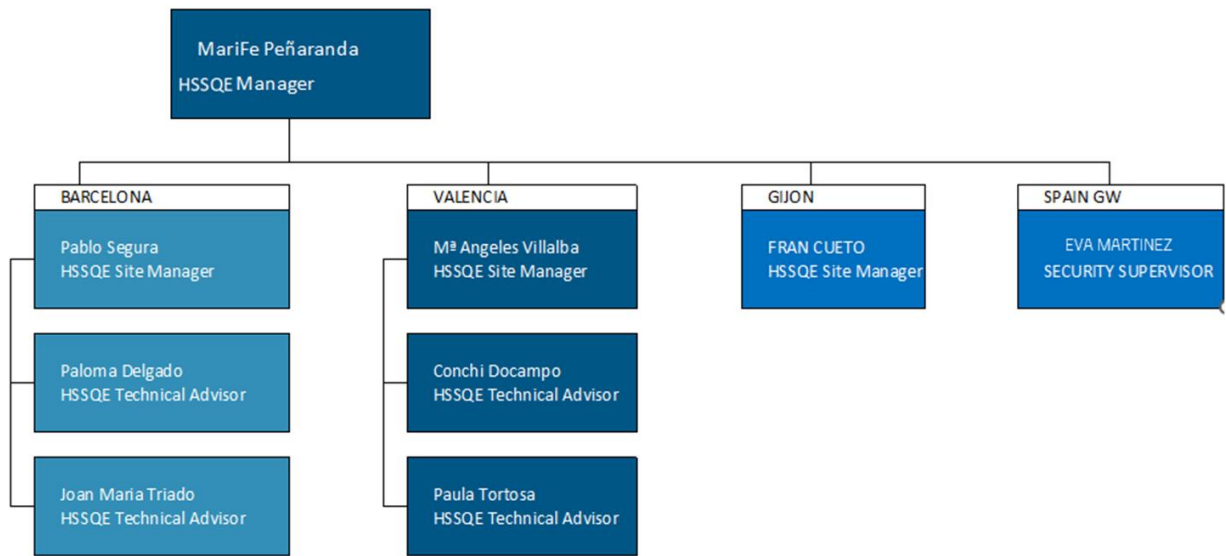 MariFe Peñaranda
HSSQE Manager
BARCELONA
Pablo Segura
HSSQE Site Manager
Paloma Delgado
HSSQE Technical Advisor
Joan Maria Triado
HSSQE Technical Advisor
VALENCIA
Mª Angeles Villalba
HSSQE Site Manager
Conchi Docampo
HSSQE Technical Advisor
Paula Tortosa
HSSQE Technical Advisor
GIJON
FRAN CUETO
HSSQE Site Manager
SPAIN GW
EVA MARTINEZ
SECURITY SUPERVISOR